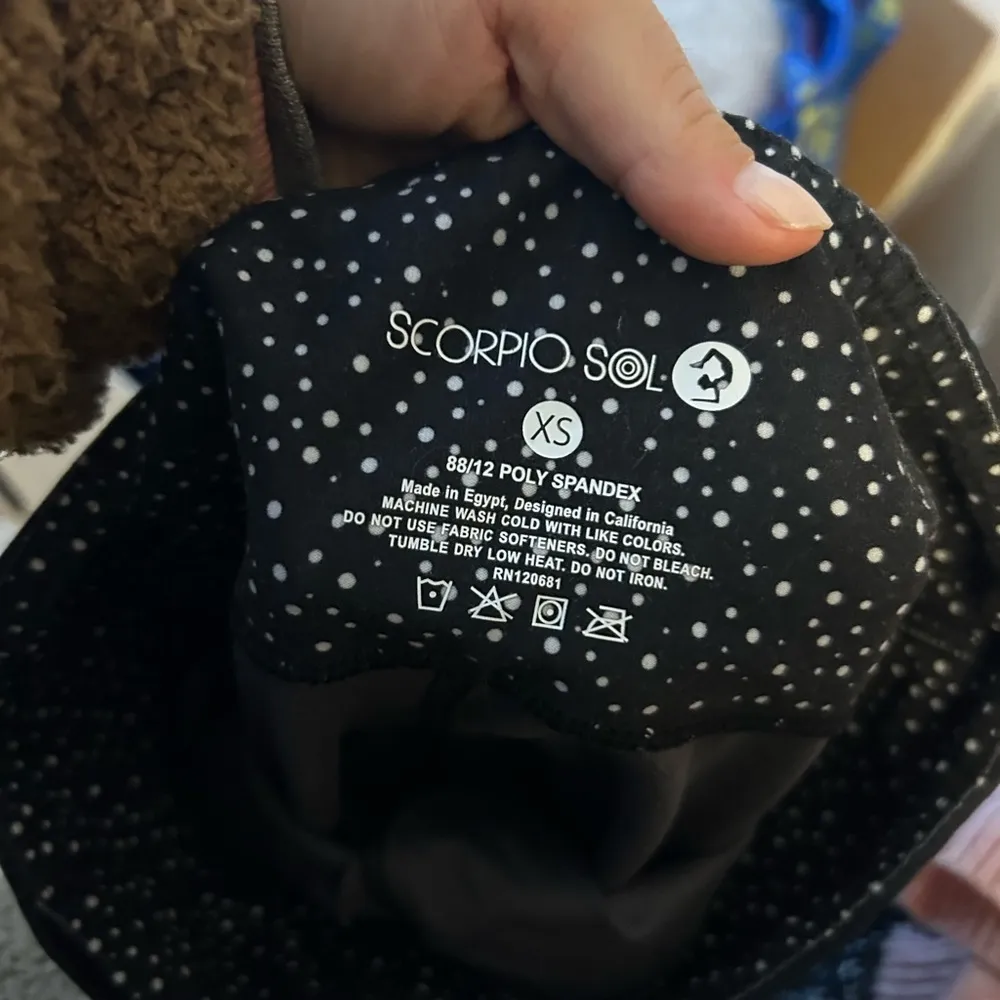 SCORPIO SOL
XS
88/12 POLY SPANDEX
Made in Egypt, Designed in California
MACHINE WASH COLD WITH LIKE COLORS.
DO NOT USE FABRIC SOFTENERS. DO NOT BLEACH.
TUMBLE DRY LOW HEAT. DO NOT IRON.
RN120681